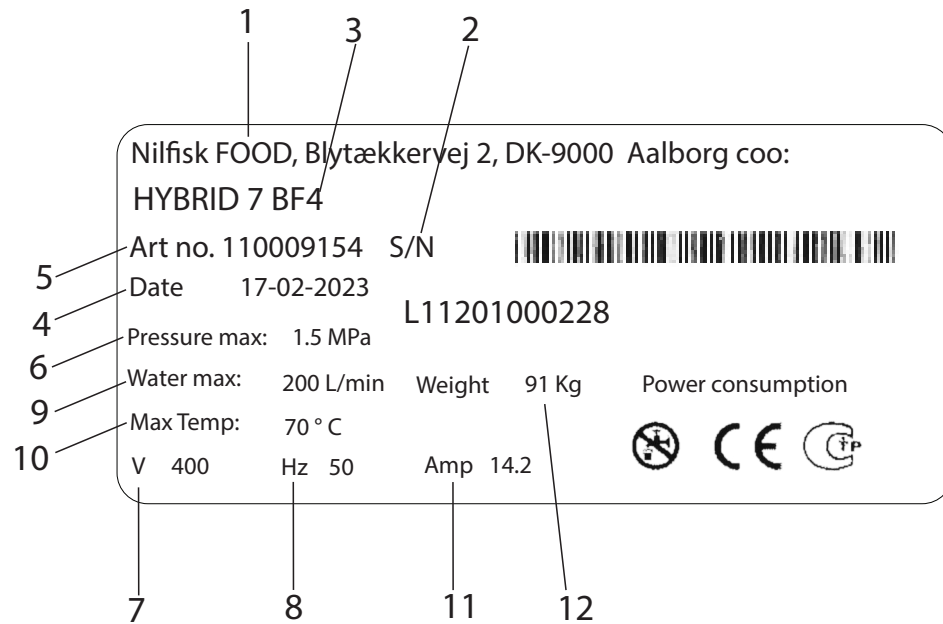 1
3
2
Nilfisk FOOD, Blytækkervej 2, DK-9000 Aalborg coo:
HYBRID 7 BF4
5
Art no. 110009154 S/N
4
Date 17-02-2023
L11201000228
6
Pressure max: 1.5 MPa
9
Water max: 200 L/min Weight 91 Kg Power consumption
10
Max Temp: 70 ° C
CE
C TP
V 400 Hz 50 Amp 14.2
7
8
11
12